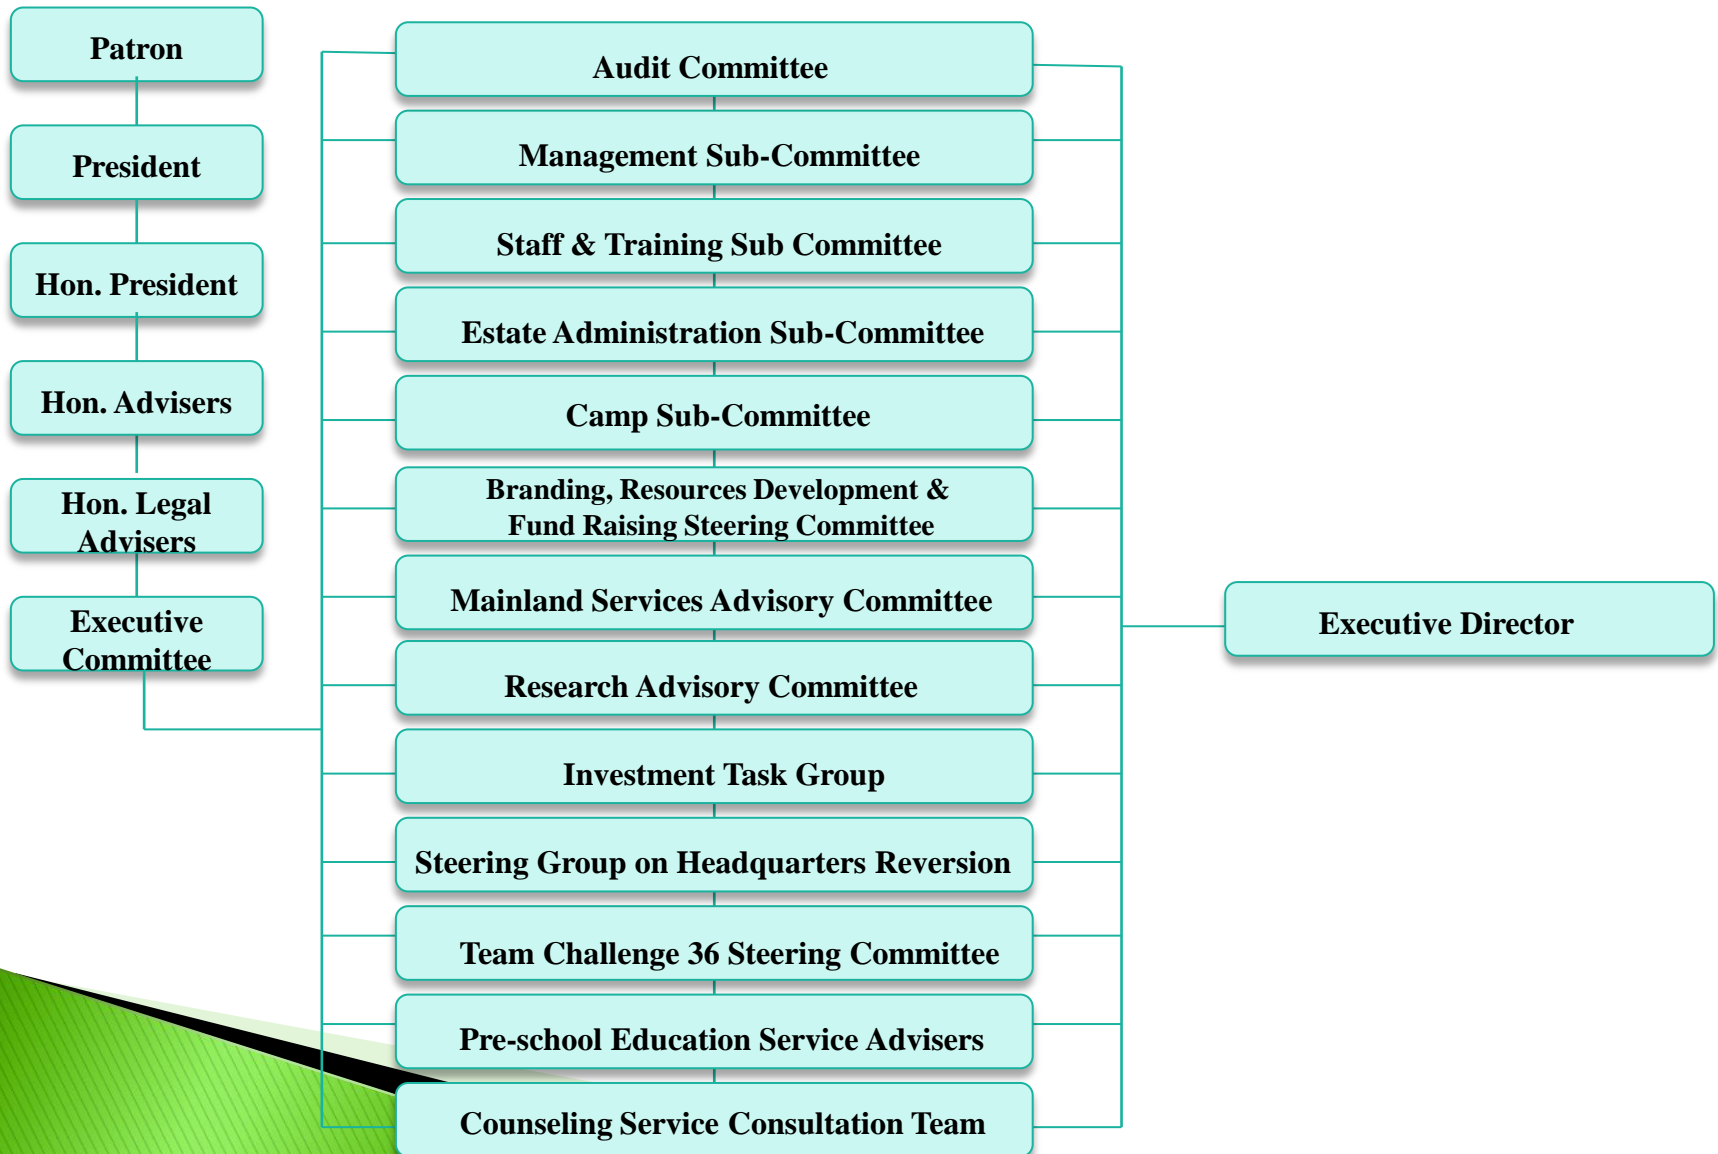 Patron
President
Hon. President
Hon. Advisers
Hon. Legal
Advisers
Executive
Committee
Audit Committee
Management Sub-Committee
Staff & Training Sub Committee
Estate Administration Sub-Committee
Camp Sub-Committee
Branding, Resources Development &
Fund Raising Steering Committee
Mainland Services Advisory Committee
Research Advisory Committee
Investment Task Group
Steering Group on Headquarters Reversion
Team Challenge 36 Steering Committee
Pre-school Education Service Advisers
Counseling Service Consultation Team
Executive Director